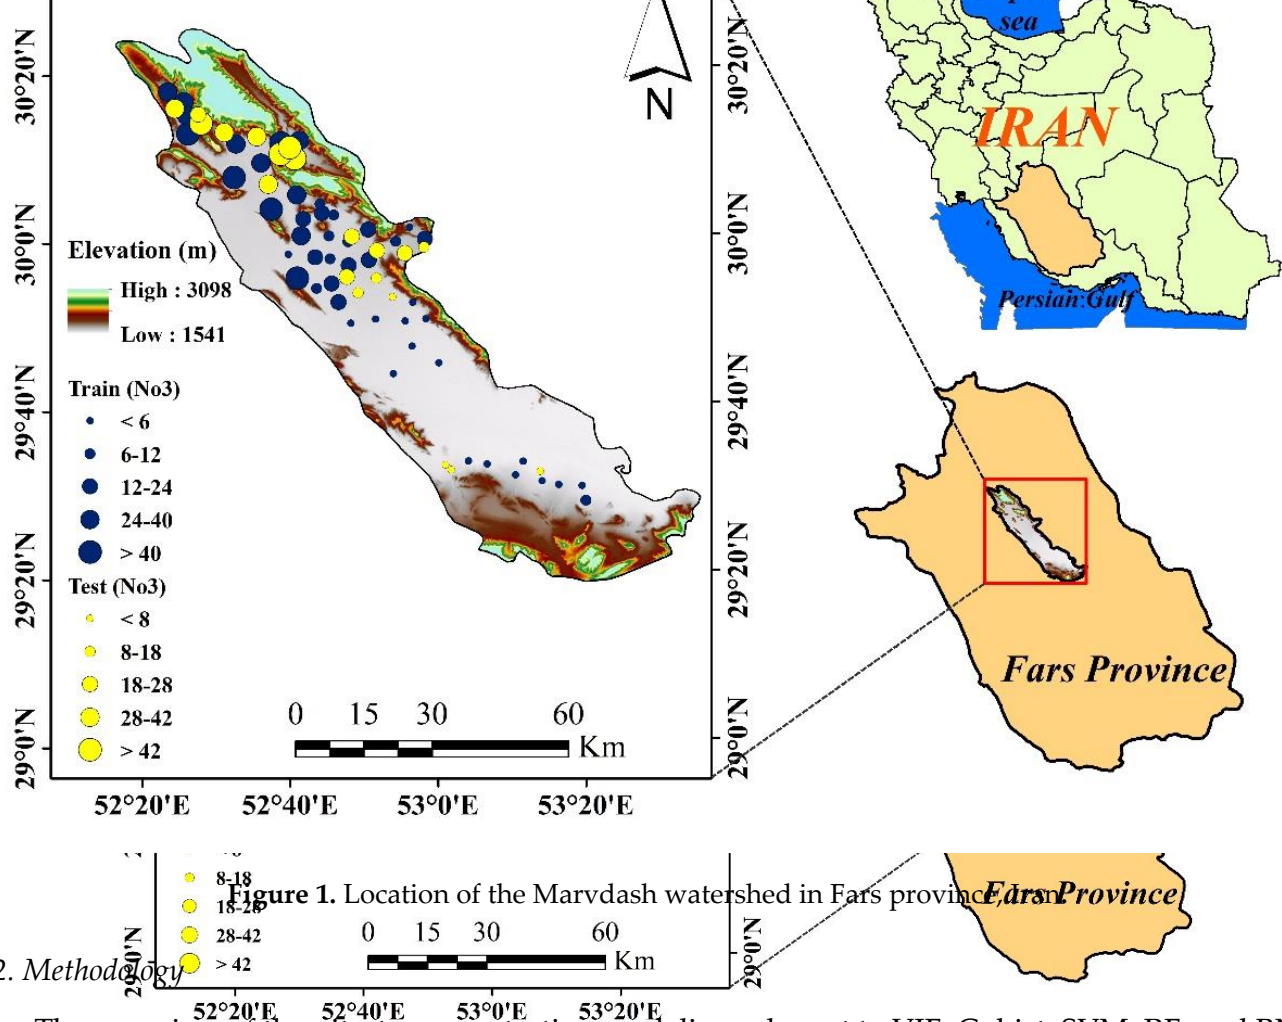 sea
30°20'N
30°20'N
N
IRAN
30°0'N
30°0'N
Elevation (m)
High : 3098
Low : 1541
Persian Gulf
Train (No3)
< 6
6-12
12-24
24-40
> 40
29°40'N
29°40'N
29°20'N
29°20'N
Test (No3)
< 8
8-18
18-28
28-42
> 42
Fars Province
0 15 30 60
Km
29°0'N
29°0'N
52°20'E 52°40'E 53°0'E 53°20'E
8-18
Figure 1. Location of the Marvdash watershed in Fars province, Iran.
Fars Province
18-28
28-42
> 42
0 15 30 60
Km
29°0'N
2. Methodology
52°20'E 52°40'E 53°0'E 53°20'E